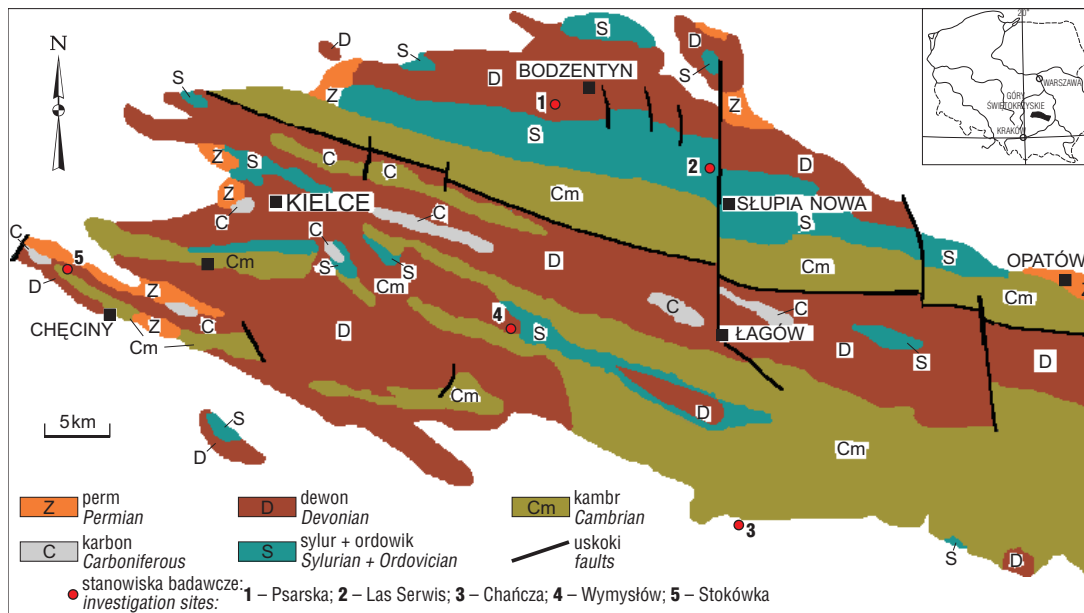 N
D
S
S
D
D
S
BODZENTYN
1
Z
S
Z
S
Z
S
C
C
2
D
Z
C
KIELCE
C
Cm
SŁUPIA NOWA
S
C
C
S
S
Cm
D
Cm
S
OPATÓW
Z
C
5
D
Cm
Z
C
CHĘCINY
Cm
Z
C
D
4
S
C
C
ŁAGÓW
D
S
D
Cm
D
Cm
Cm
S
D
3
S
D
5 km
20°
WARSZAWA
GÓRY
ŚWIĘTOKRZYSKIE
KRAKÓW
Z perm
Permian
C karbon
Carboniferous
D dewon
Devonian
S sylur + ordowik
Sylurian + Ordovician
Cm kambr
Cambrian
uskoki
faults
stanowiska badawcze:
investigation sites:
1 – Psarska; 2 – Las Serwis; 3 – Chańcza; 4 – Wymysłów; 5 – Stokówka